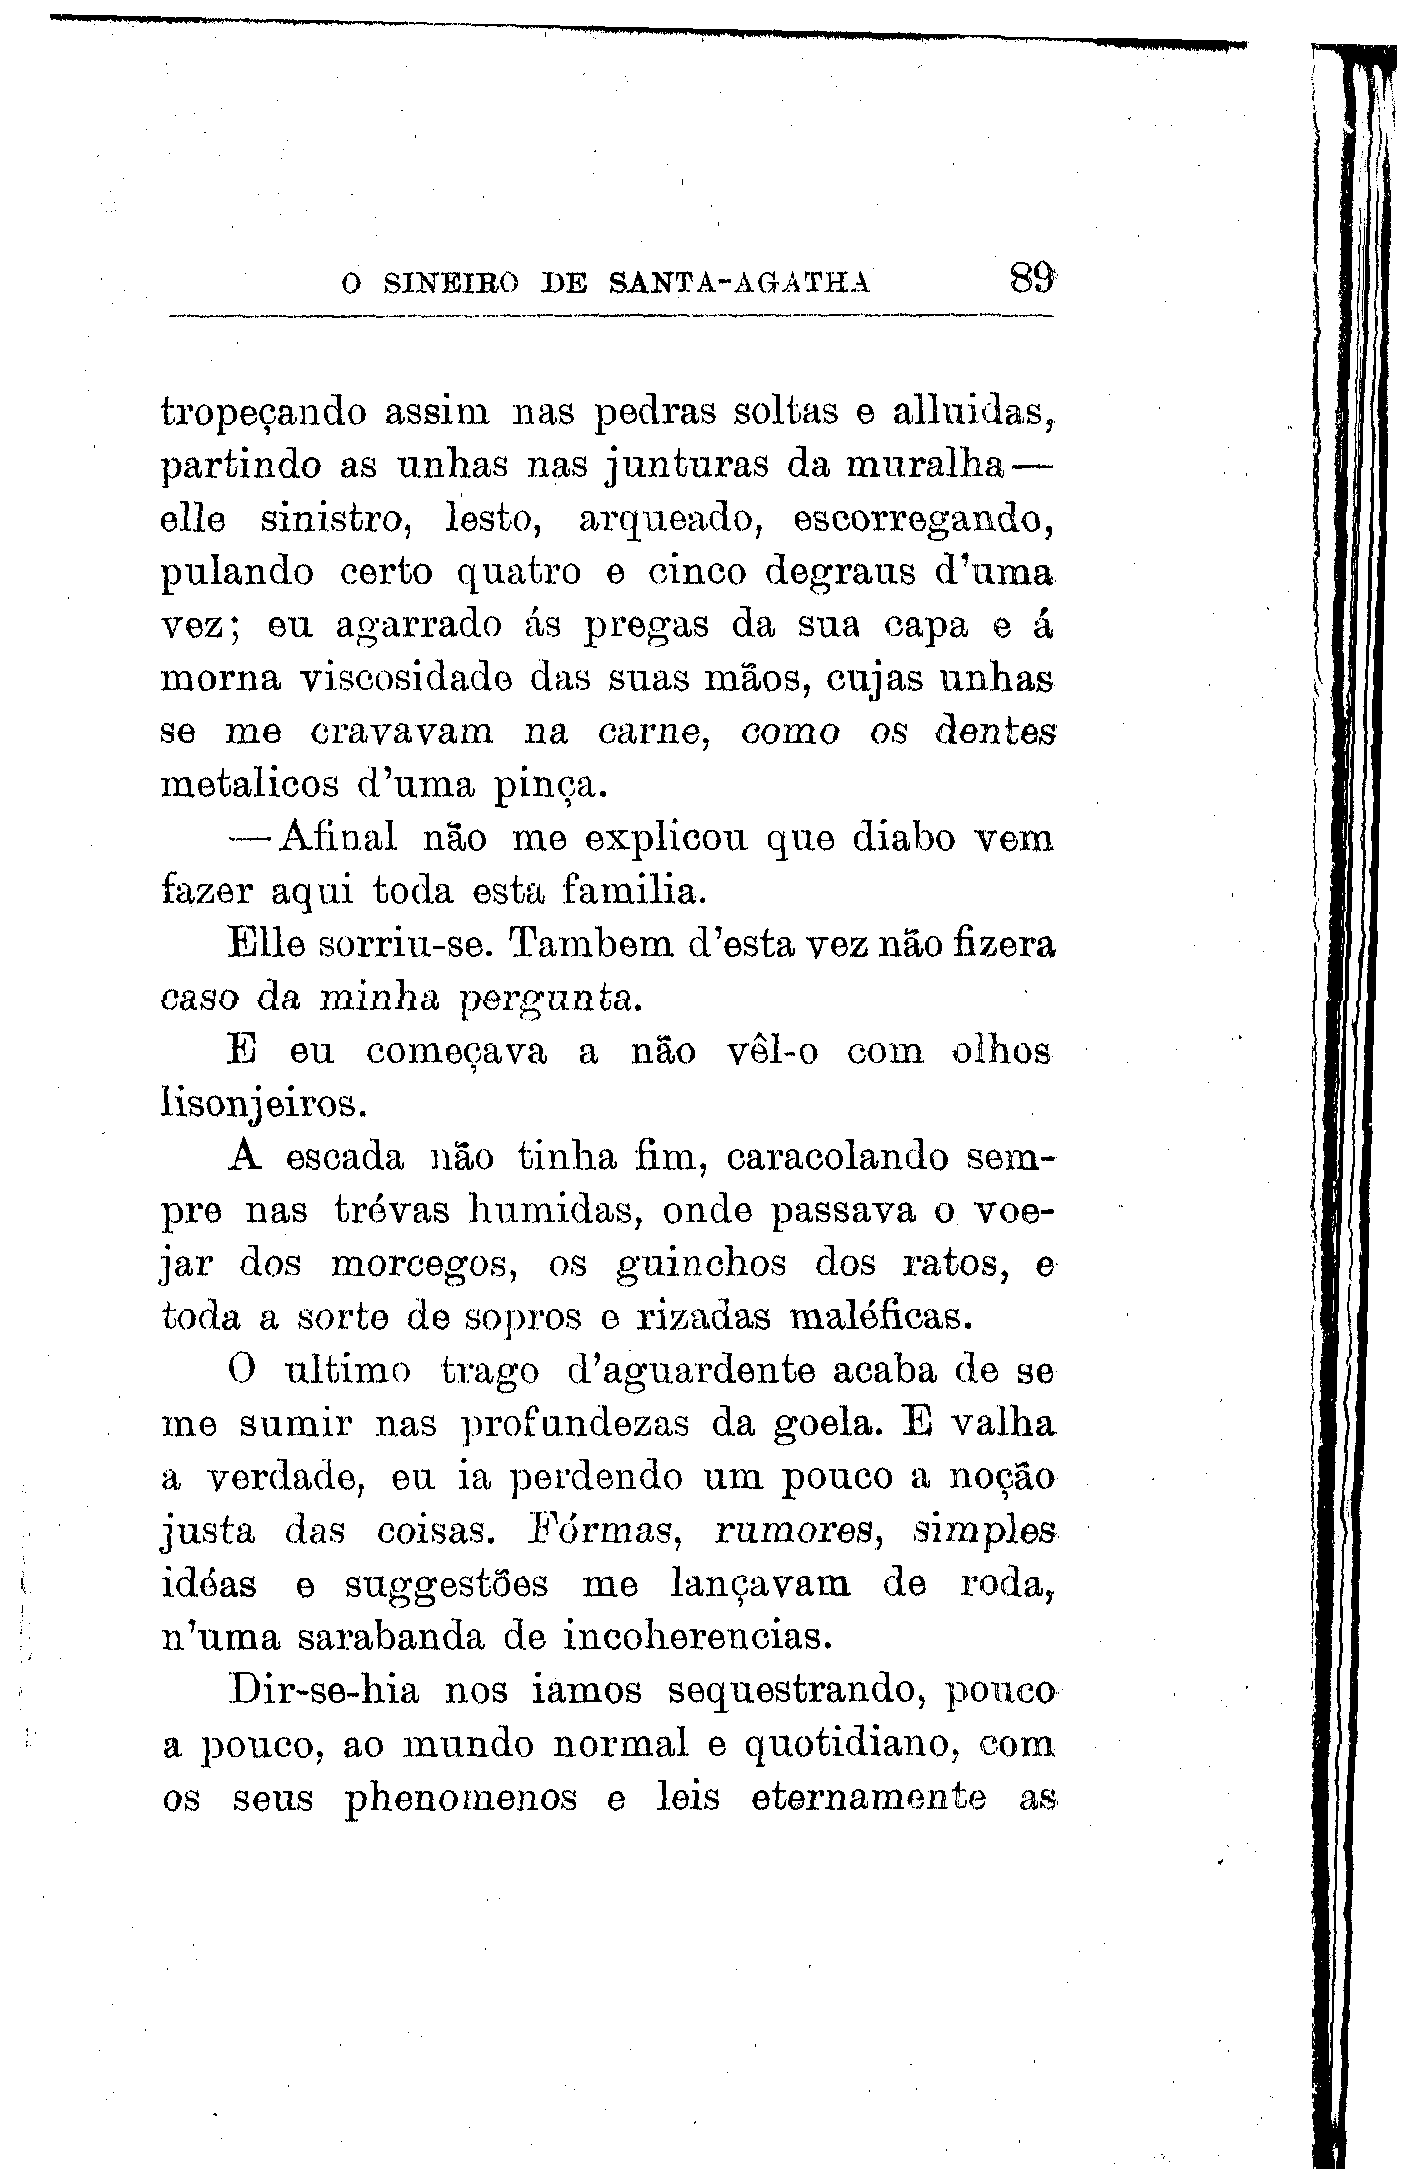 O SINEIRO DE SANTA-AGATHA 89
tropeçando assim nas pedras soltas e alluidas,
partindo as unhas nas junturas da muralha—
elle sinistro, lesto, arqueado, escorregando,
pulando certo quatro e cinco degraus d'uma
vez; eu agarrado ás pregas da sua capa e á
morna viscosidade das suas mãos, cujas unhas
se me cravavam na carne, como os dentes
metalicos d'uma pinça.
—Afinal não me explicou que diabo vem
fazer aqui toda esta familia.
Elle sorriu-se. Tambem d'esta vez não fizera
caso da minha pergunta.
E eu começava a não vêl-o com olhos
lisonjeiros.
A escada não tinha fim, caracolando sem-
pre nas trévas humidas, onde passava o voe-
jar dos morcegos, os guinchos dos ratos, e
toda a sorte de sopros e rizadas maléficas.
O ultimo trago d'aguardente acaba de se
me sumir nas profundezas da goela. E valha
a verdade, eu ia perdendo um pouco a noção
justa das coisas. Fórmas, rumores, simples
idéas e suggestões me lançavam de roda,
n'uma sarabanda de incoherencias.
Dir-se-hia nos iamos sequestrando, pouco
a pouco, ao mundo normal e quotidiano, com
os seus phenomenos e leis eternamente as